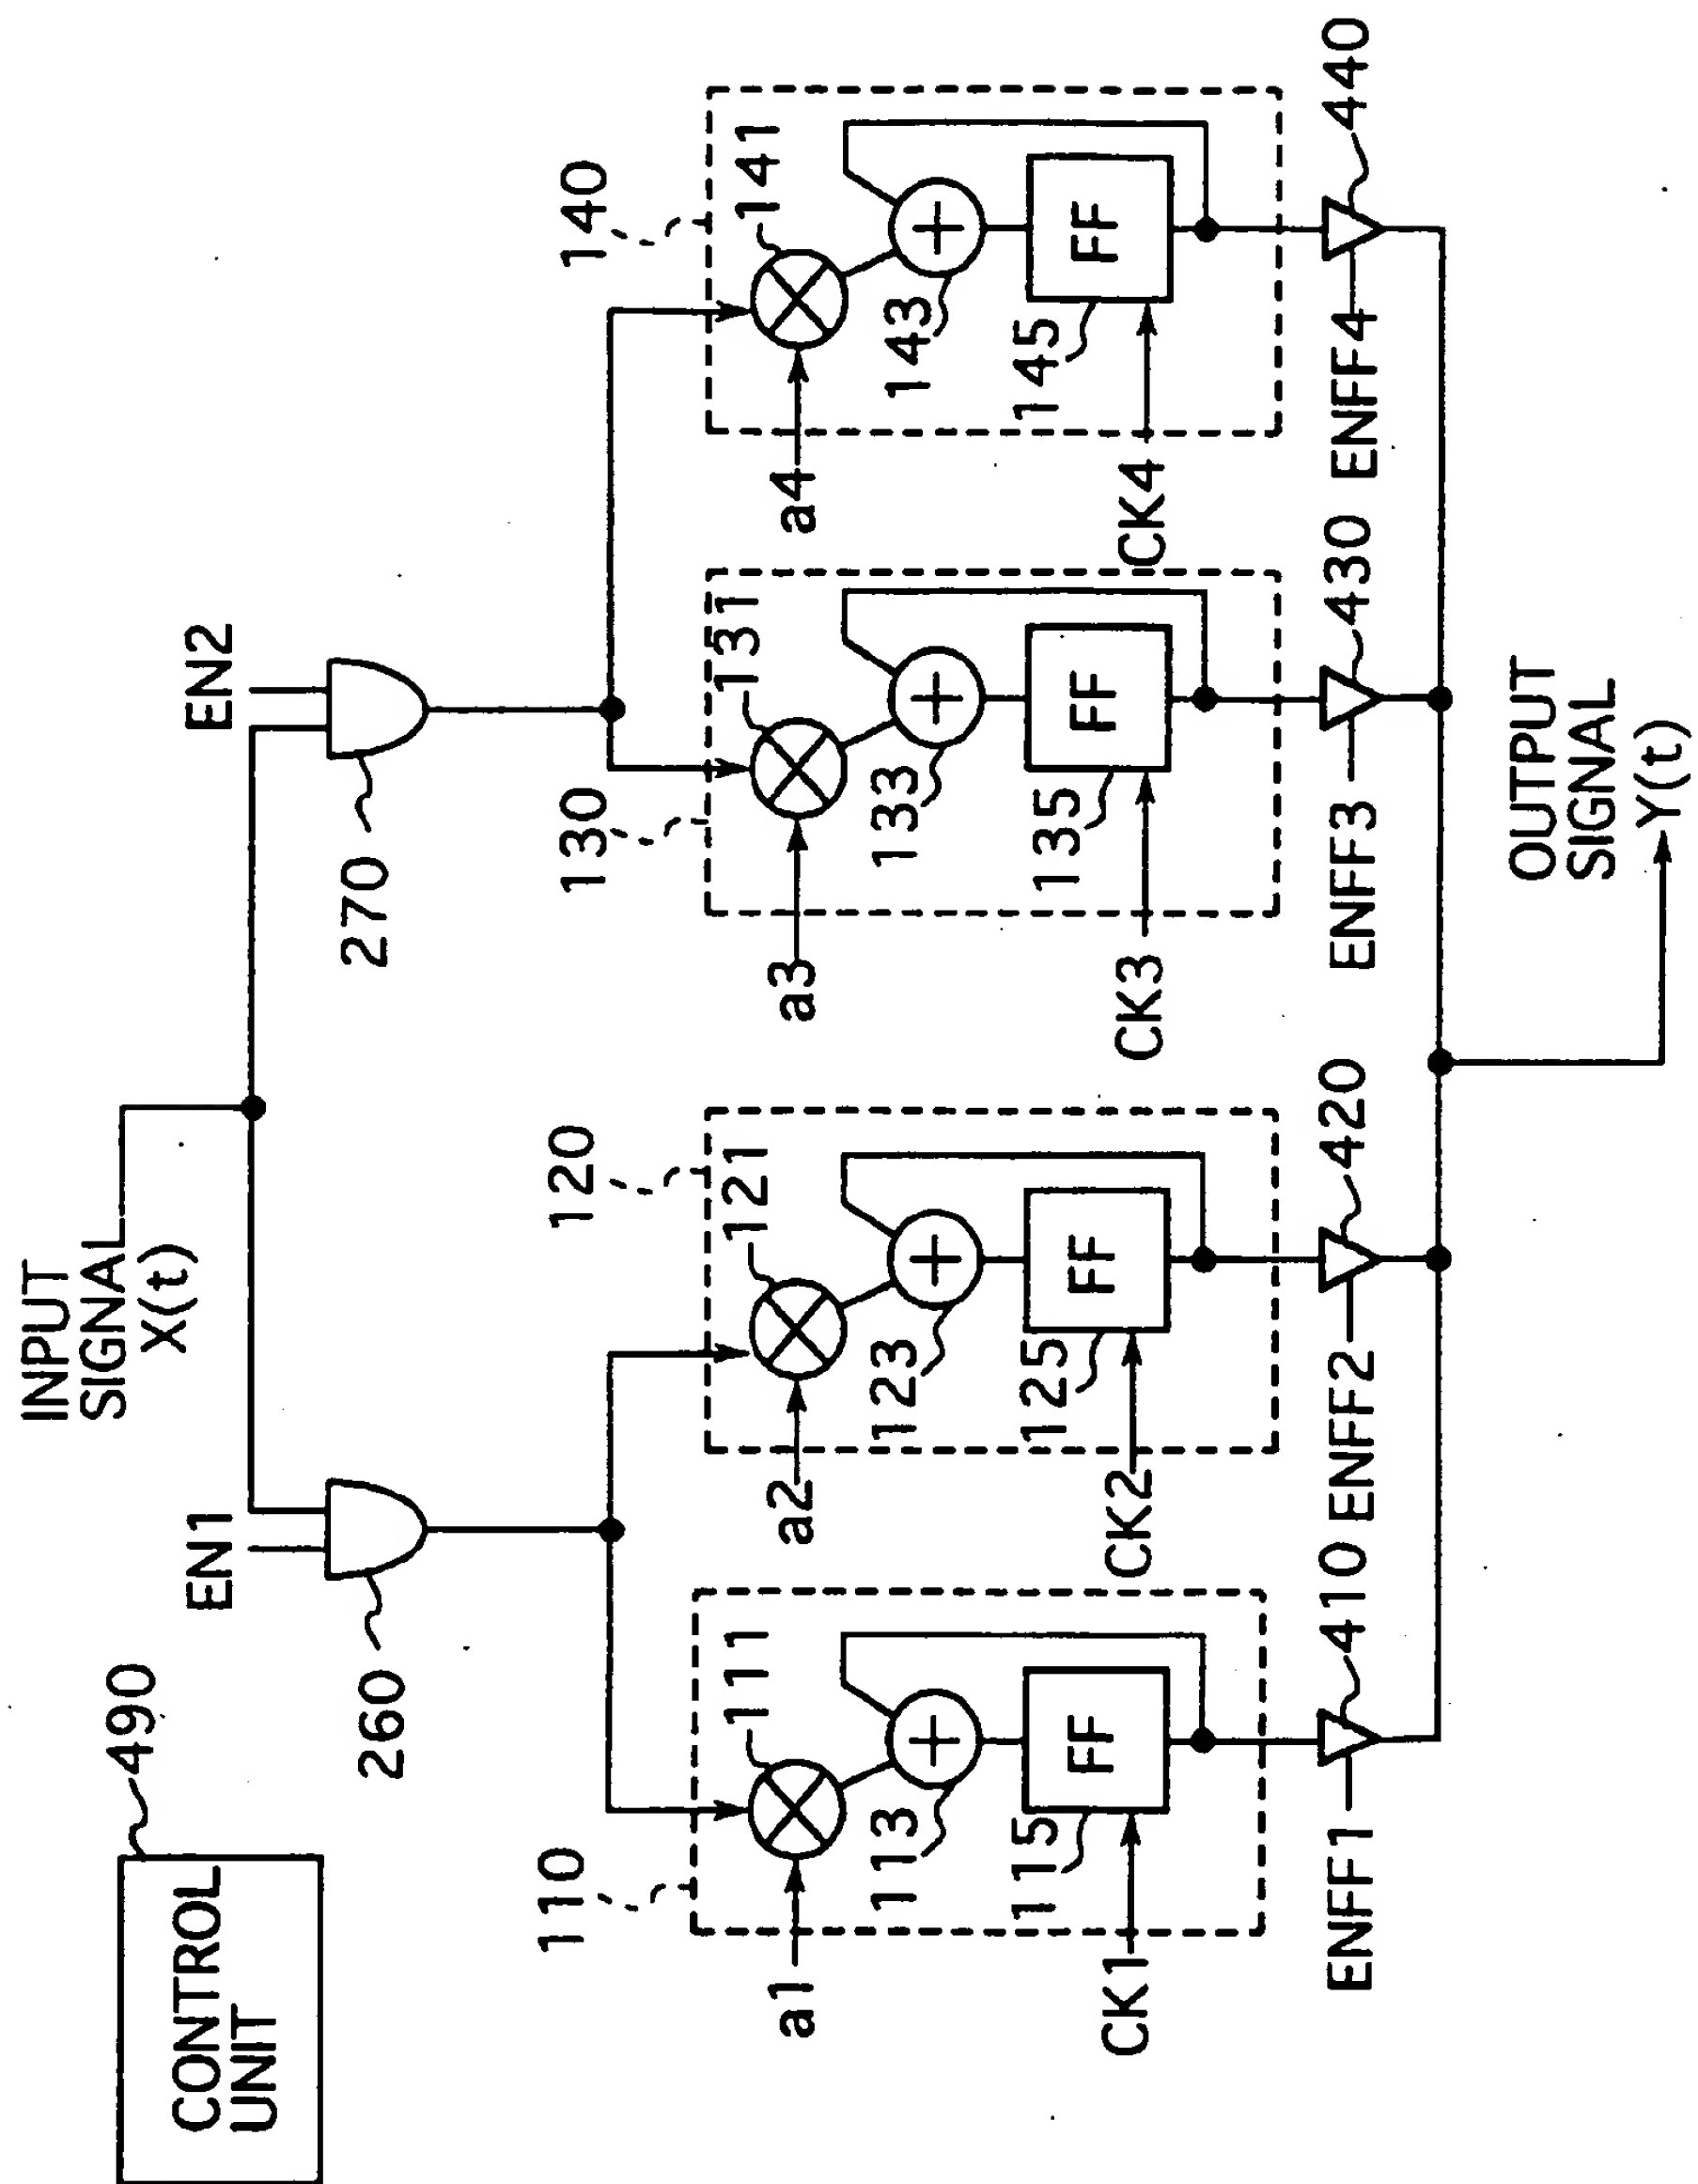 CONTROL
UNIT
490
INPUT
SIGNAL
X(t)
EN1
EN2
260
270
110
111
120
121
130
131
140
141
a1
a2
a3
a4
113
123
133
143
115
FF
125
FF
135
FF
145
FF
CK1
CK2
CK3
CK4
ENFF1
410
ENFF2
420
ENFF3
430
ENFF4
440
OUTPUT
SIGNAL
Y(t)